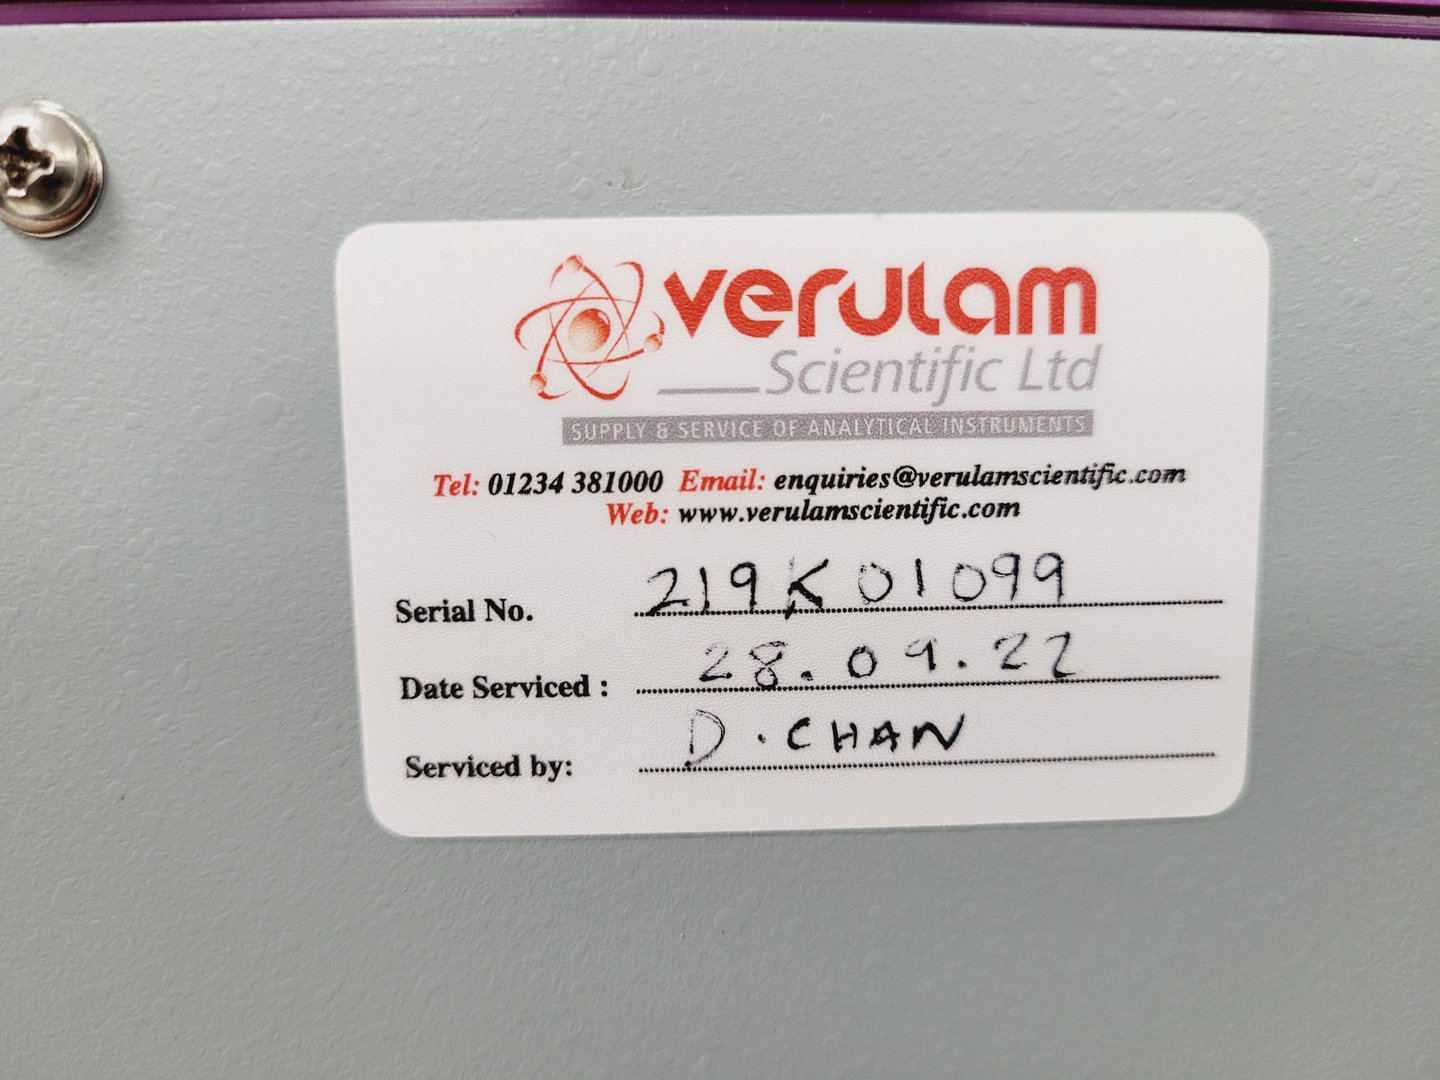 verulam
Scientific Ltd
SUPPLY & SERVICE OF ANALYTICAL INSTRUMENTS
Tel: 01234 381000 Email: enquiries@verulamscientific.com
Web: www.verulamscientific.com
Serial No. 219K01099
Date Serviced : 28.09.22
Serviced by: D. CHAN